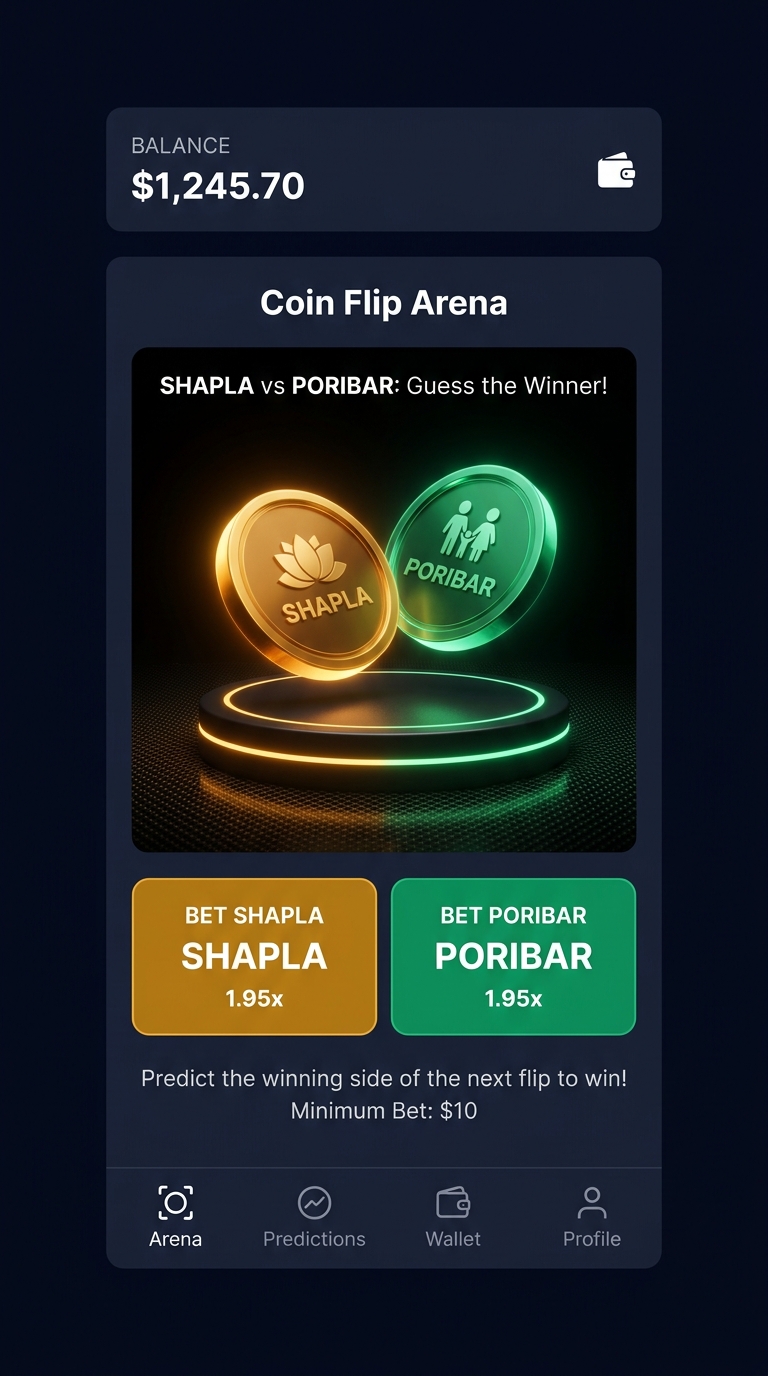 BALANCE
$1,245.70
Coin Flip Arena
SHAPLA vs PORIBAR: Guess the Winner!
SHAPLA
PORIBAR
BET SHAPLA
SHAPLA
1.95x
BET PORIBAR
PORIBAR
1.95x
Predict the winning side of the next flip to win!
Minimum Bet: $10
Arena
Predictions
Wallet
Profile